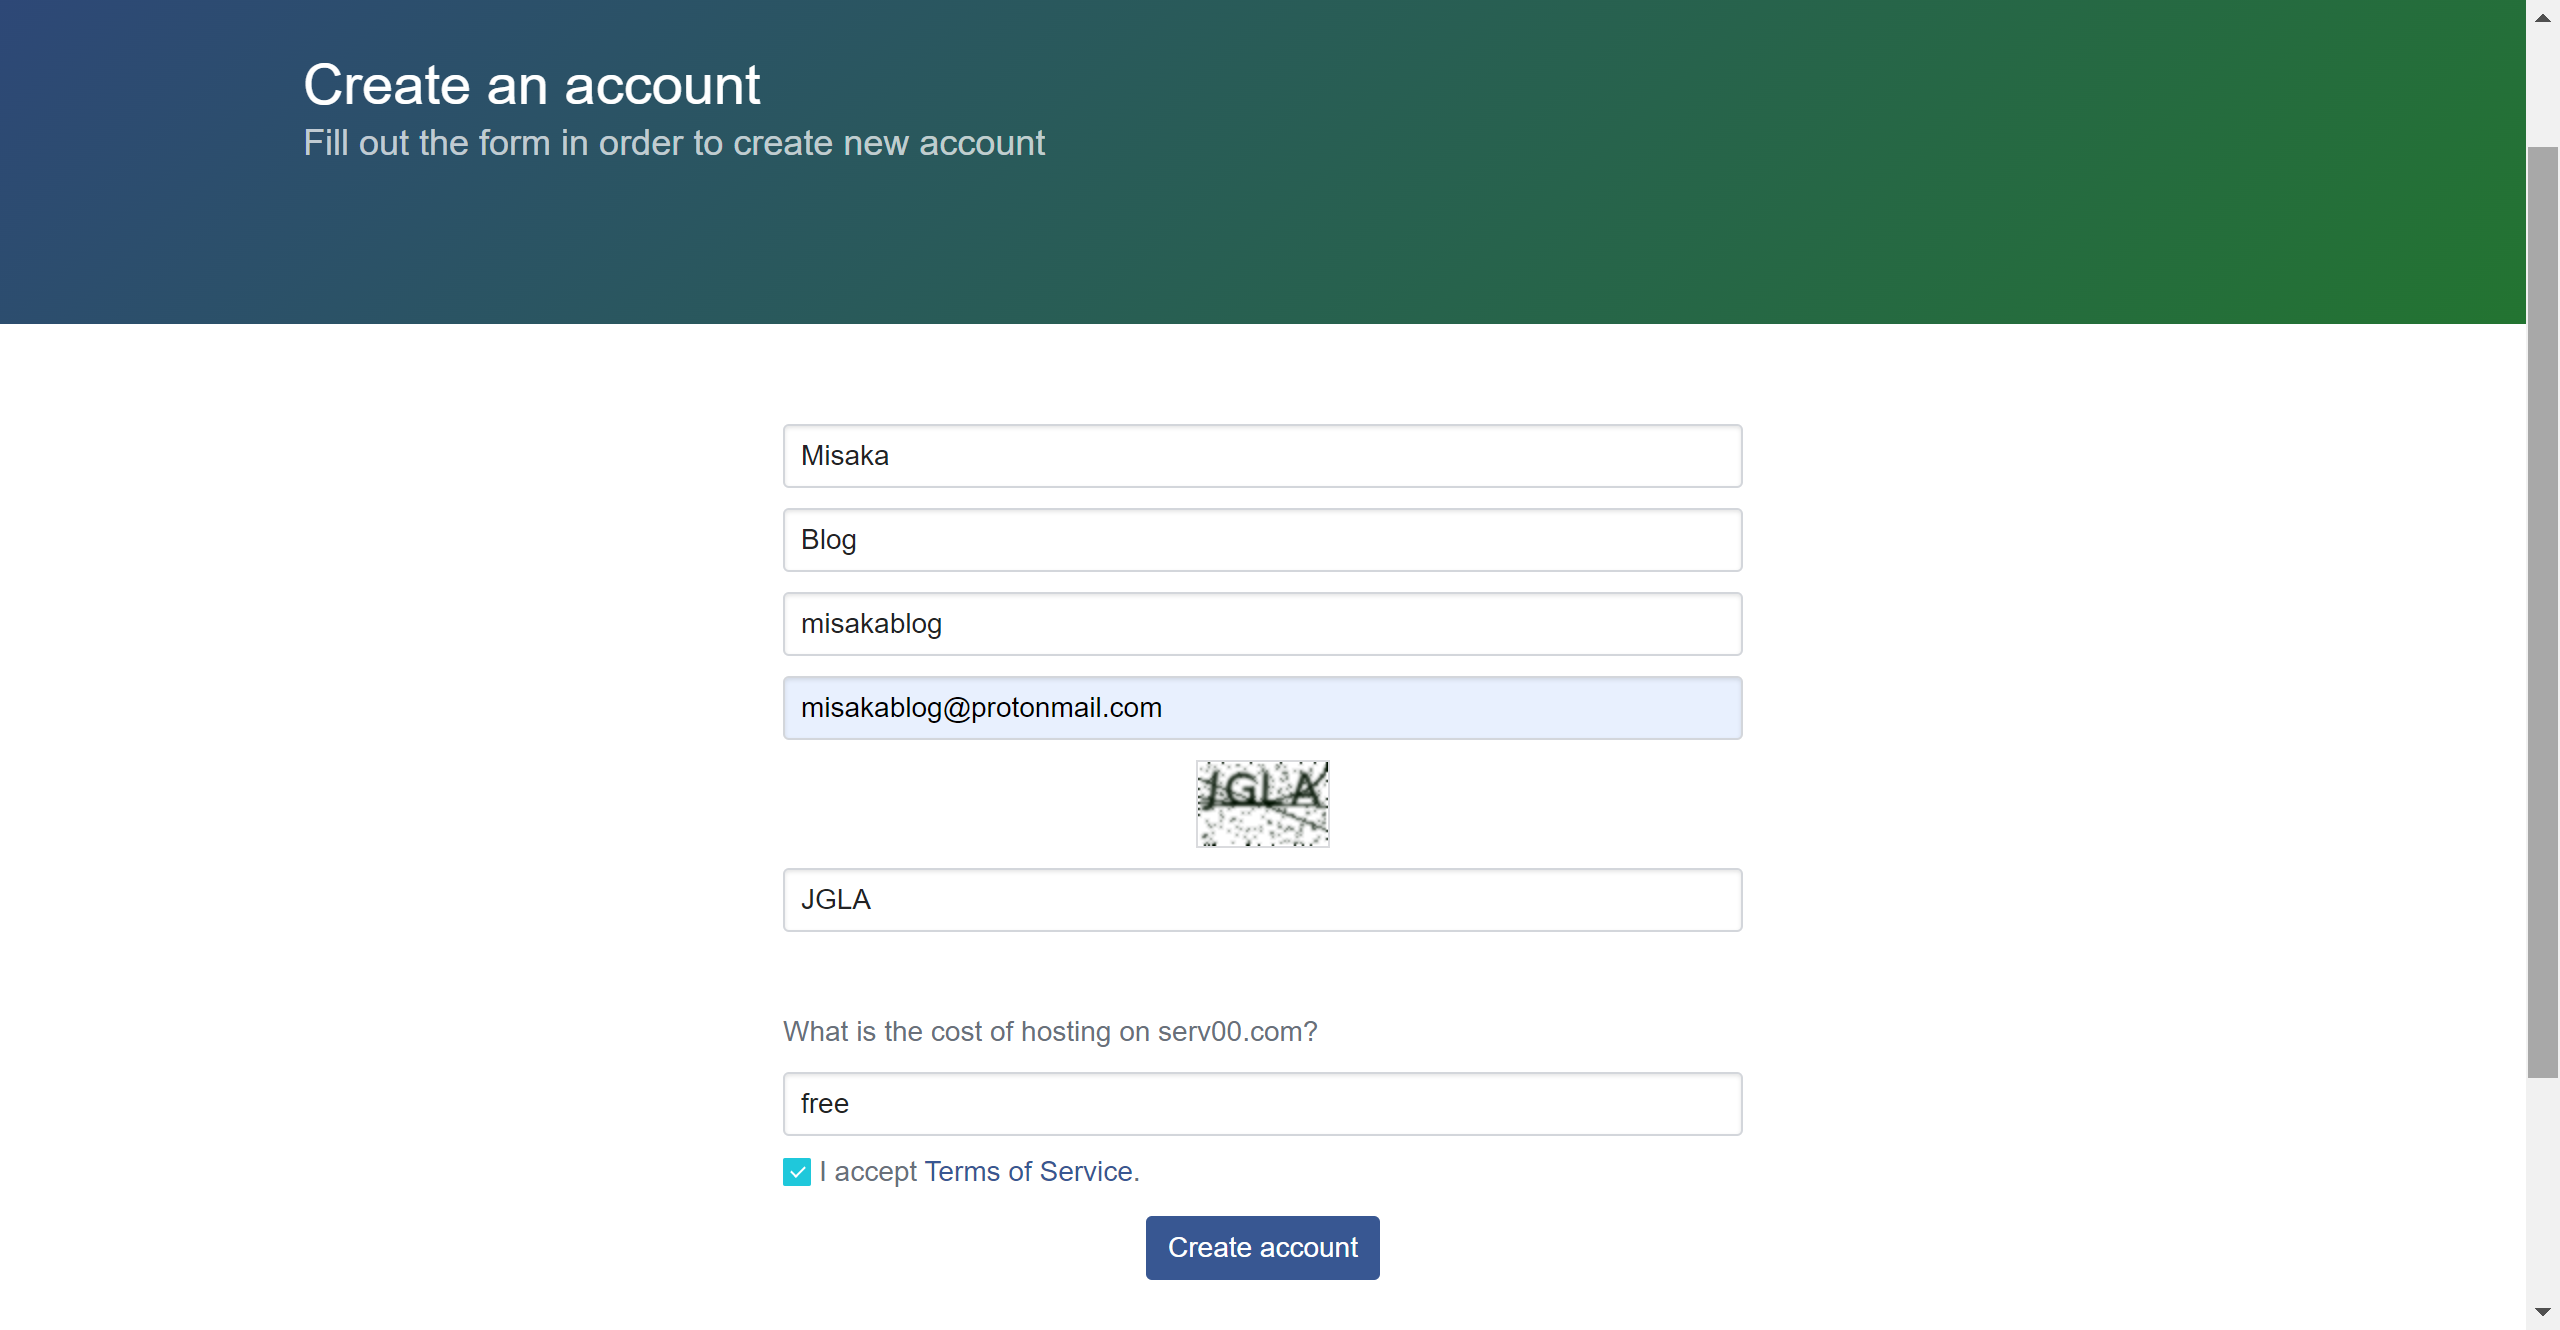 Create an account
Fill out the form in order to create new account
Misaka
Blog
misakablog
misakablog@protonmail.com
JGLA
JGLA
What is the cost of hosting on serv00.com?
free
I accept Terms of Service.
Create account